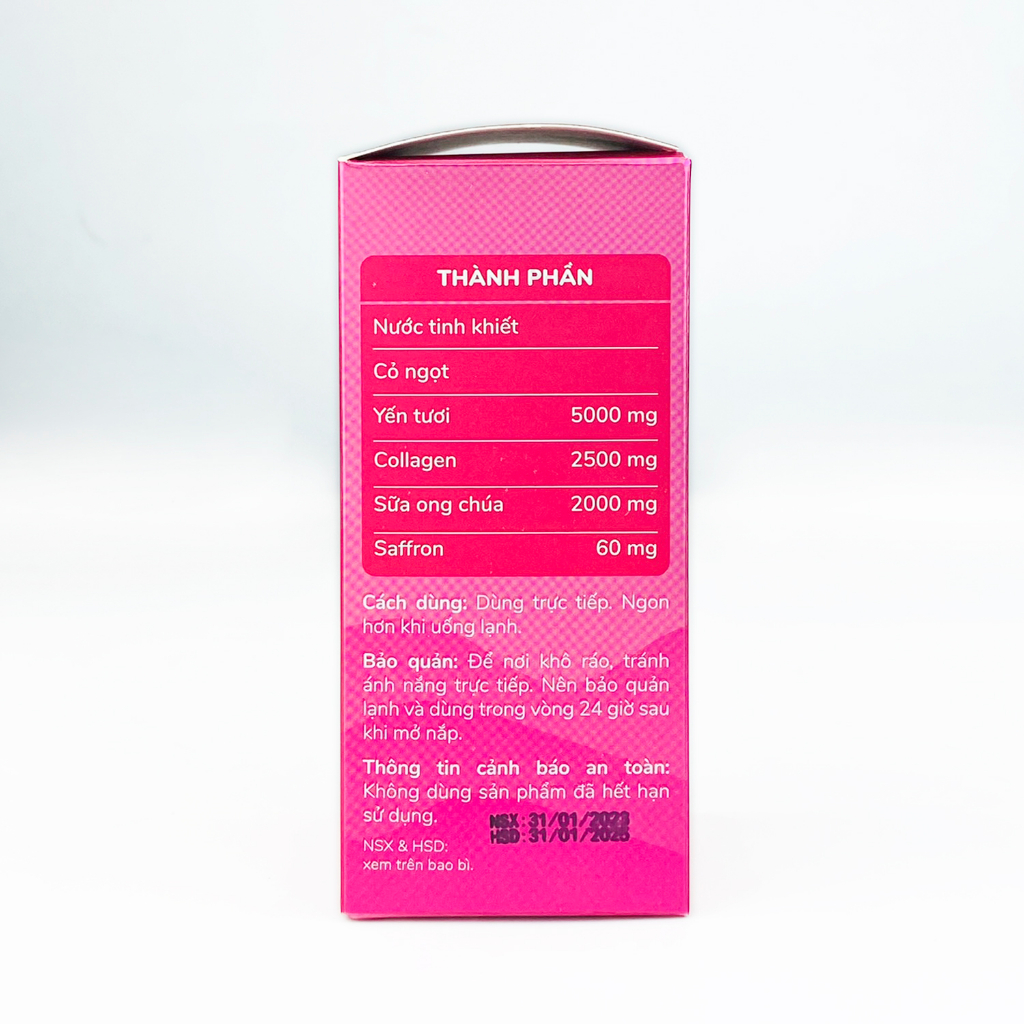 THÀNH PHẦN
Nước tinh khiết
Cỏ ngọt
Yến tươi 5000 mg
Collagen 2500 mg
Sữa ong chúa 2000 mg
Saffron 60 mg
Cách dùng: Dùng trực tiếp. Ngon
hơn khi uống lạnh.
Bảo quản: Để nơi khô ráo, tránh
ánh nắng trực tiếp. Nên bảo quản
lạnh và dùng trong vòng 24 giờ sau
khi mở nắp.
Thông tin cảnh báo an toàn:
Không dùng sản phẩm đã hết hạn
sử dụng.
NSX: 31/01/2023
HSD: 31/01/2025
NSX & HSD:
xem trên bao bì.